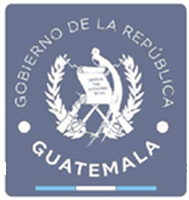 GOBIERNO DE LA REPÚBLICA
GUATEMALA